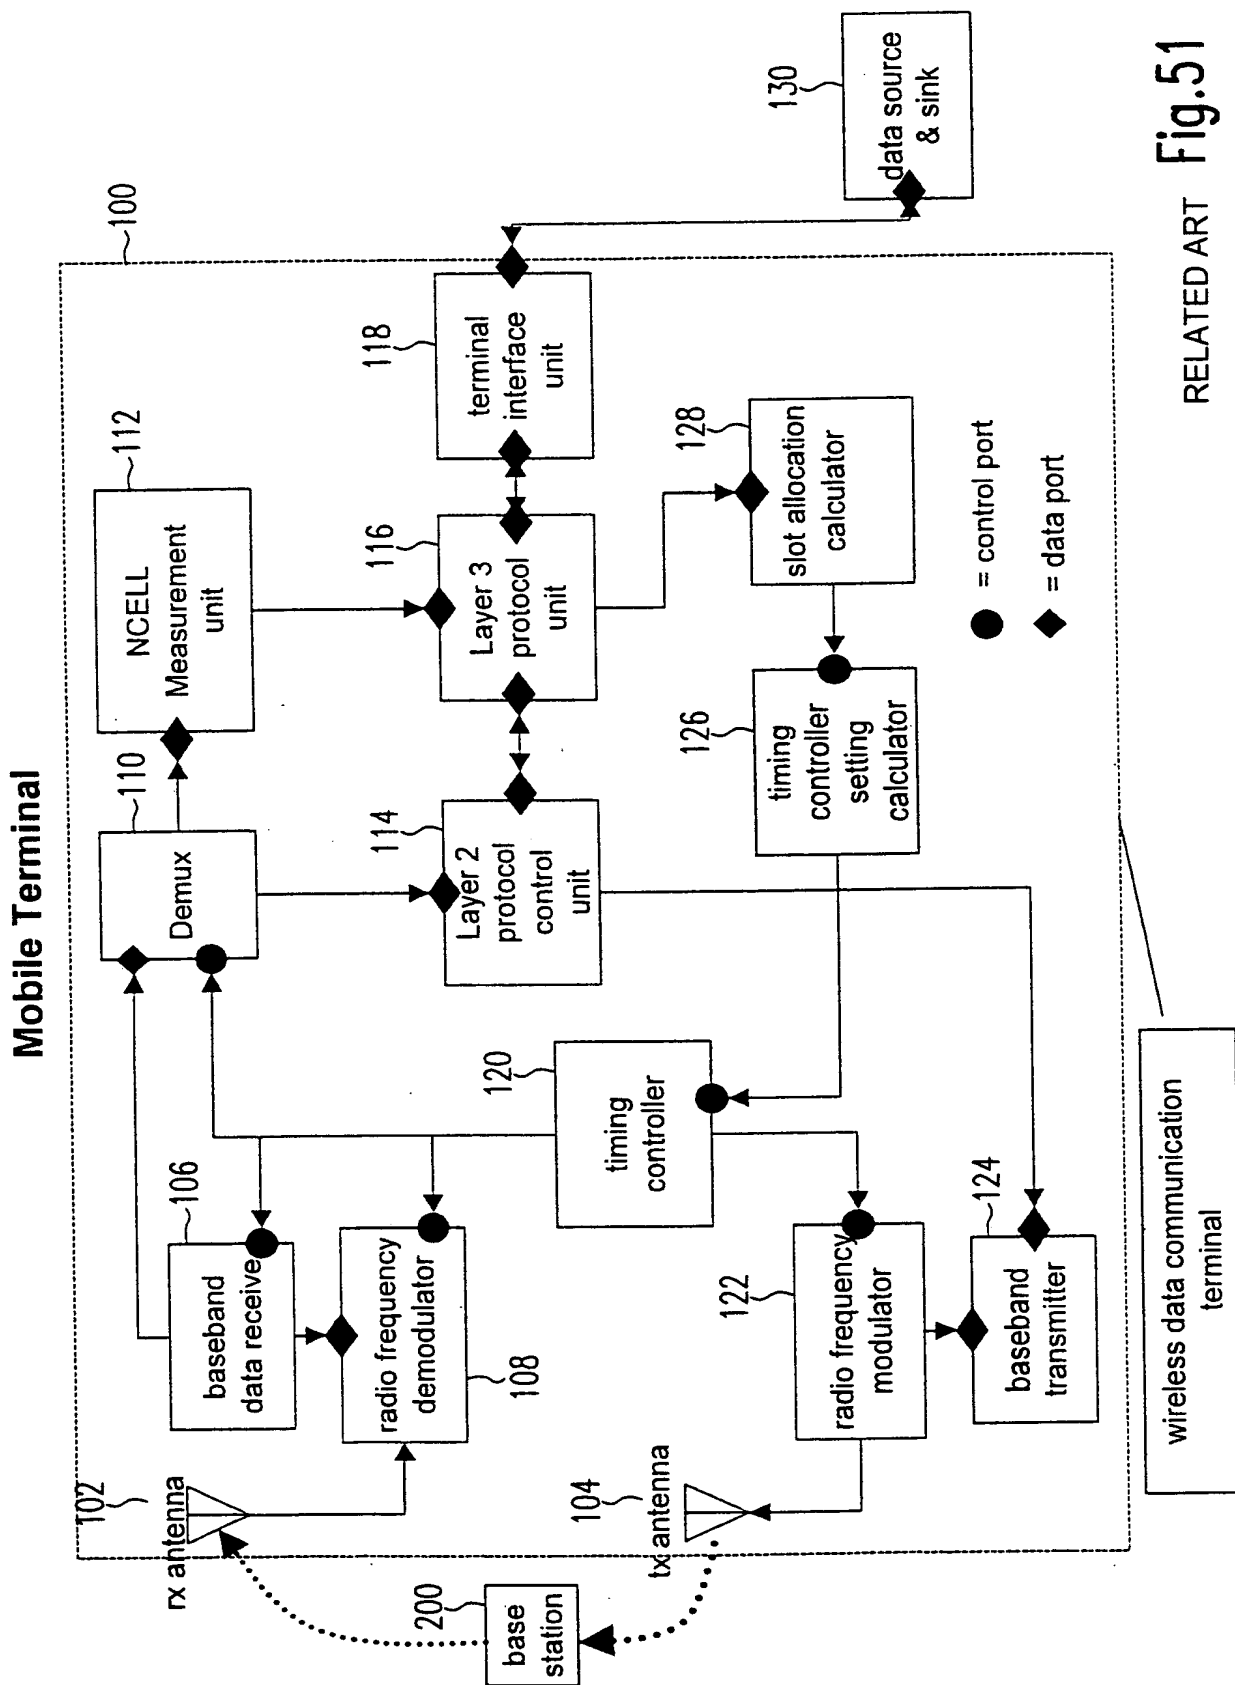 Mobile Terminal
100
102
rx antenna
106
baseband
data receive
radio frequency
demodulator
108
110
Demux
112
NCELL
Measurement
unit
114
Layer 2
protocol
control
unit
116
Layer 3
protocol
unit
118
terminal
interface
unit
130
data source
& sink
200
base
station
104
tx antenna
120
timing
controller
122
radio frequency
modulator
124
baseband
transmitter
126
timing
controller
setting
calculator
128
slot allocation
calculator
= control port
= data port
wireless data communication
terminal
RELATED ART
Fig.51